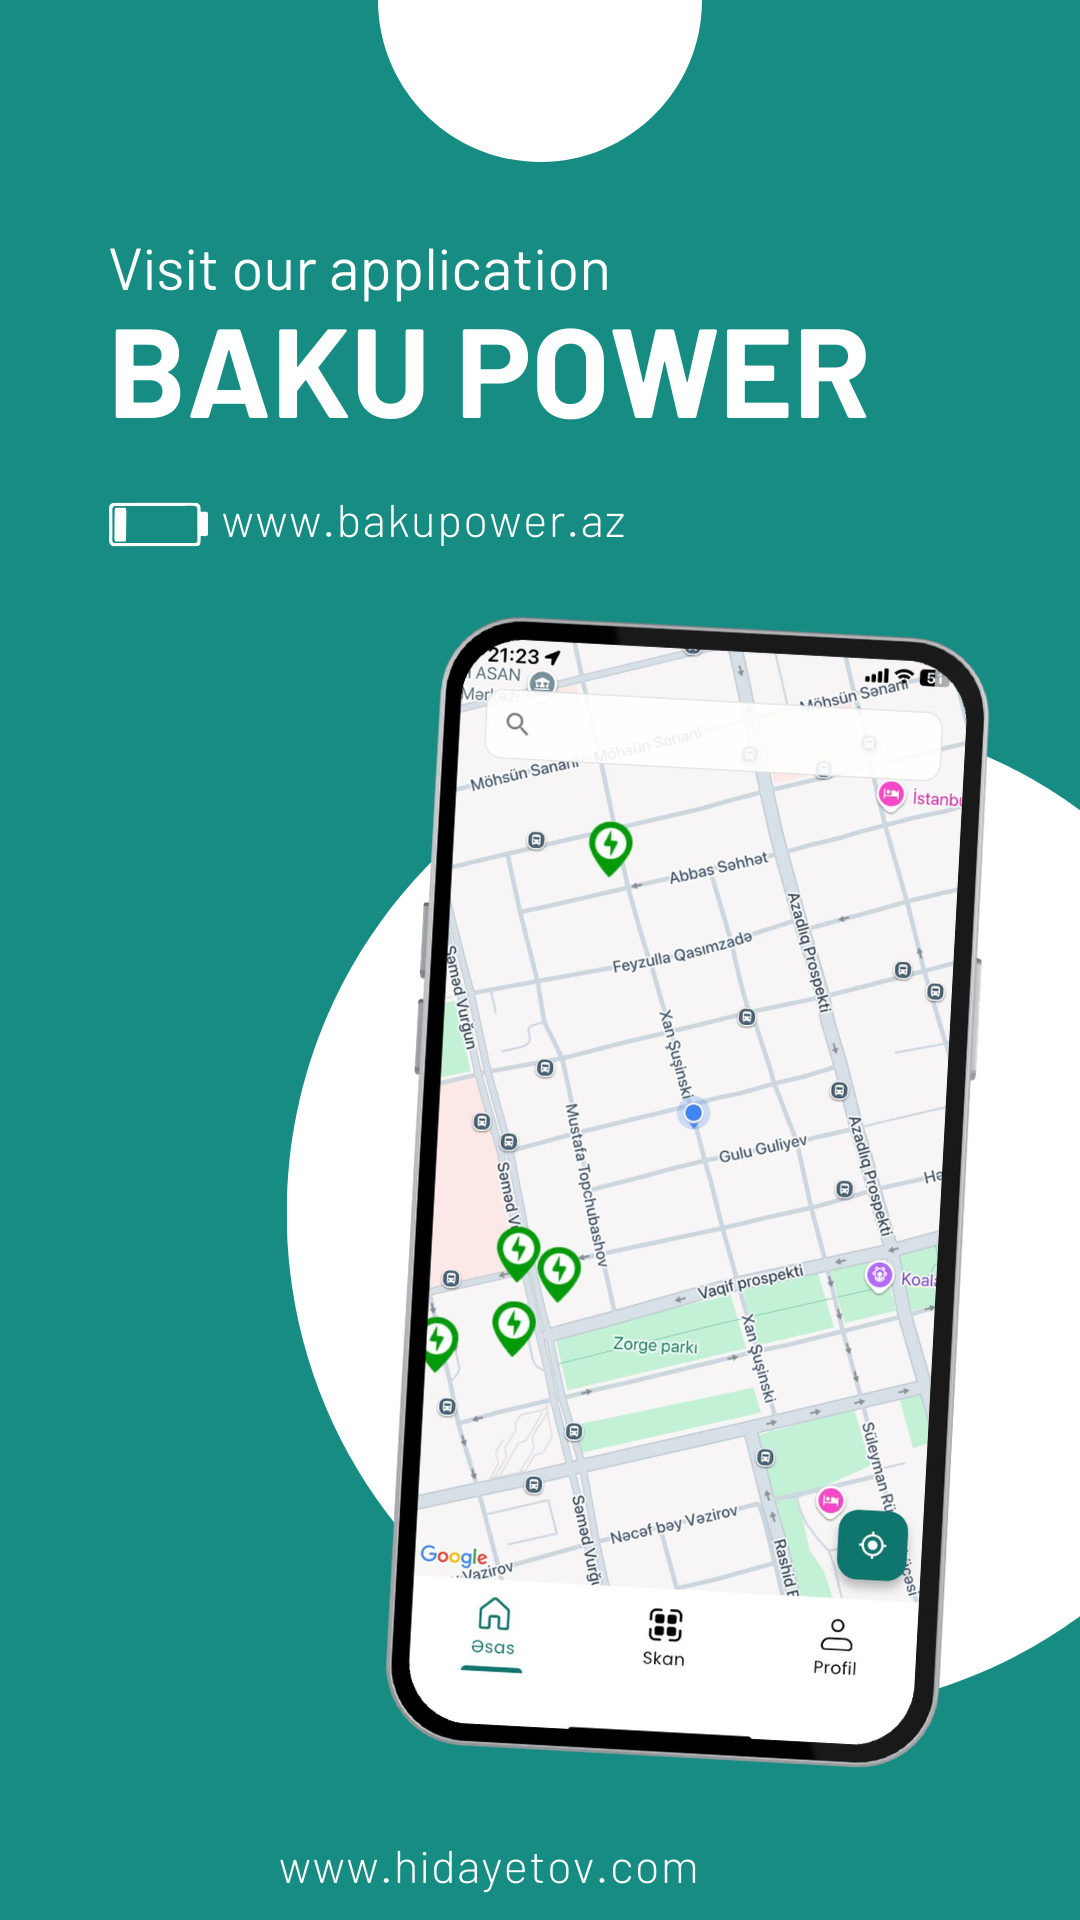 Visit our application
BAKU POWER
www.bakupower.az
21:23
ASAN
Mərkəzi
Möhsün Sənani
Möhsün Sənani
Möhsün Sənani
İstanbu
Abbas Səhhət
Azadlıq Prospekti
Feyzulla Qasımzadə
Səməd Vurğun
Xan Şuşinski
Mustafa Topchubashov
Gulu Guliyev
Azadlıq Prospekti
Hə
Səməd V
Vaqif prospekti
Koala
Zorge parkı
Xan Şuşinski
Süleyman Rü
Nəcəf bəy Vəzirov
Səməd Vurğu
Rashid B
Google
Vazirov
Əsas
Skan
Profil
www.hidayetov.com